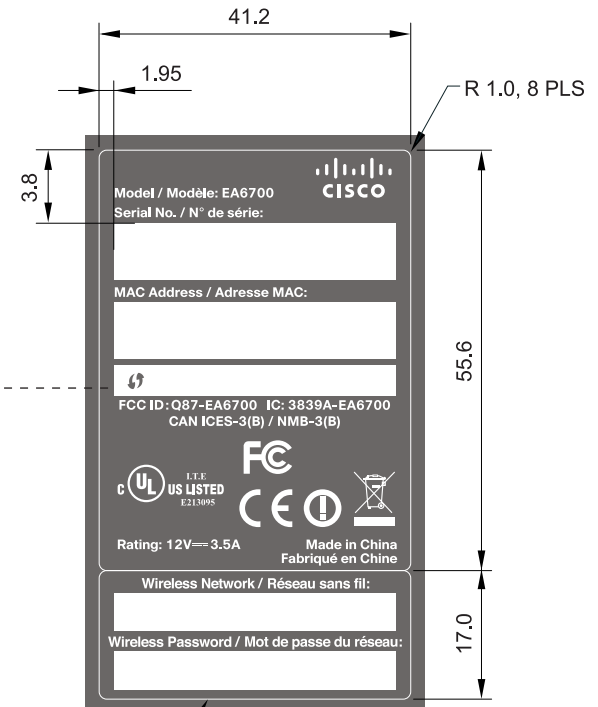 41.2
1.95
R 1.0, 8 PLS
3.8
CISCO
Model / Modèle: EA6700
Serial No. / N° de série:
MAC Address / Adresse MAC:
55.6
FCC ID: Q87-EA6700 IC: 3839A-EA6700
CAN ICES-3(B) / NMB-3(B)
FC
C UL US LISTED
I.T.E
E213095
CE
Rating: 12V⎓3.5A
Made in China
Fabriqué en Chine
Wireless Network / Réseau sans fil:
17.0
Wireless Password / Mot de passe du réseau: